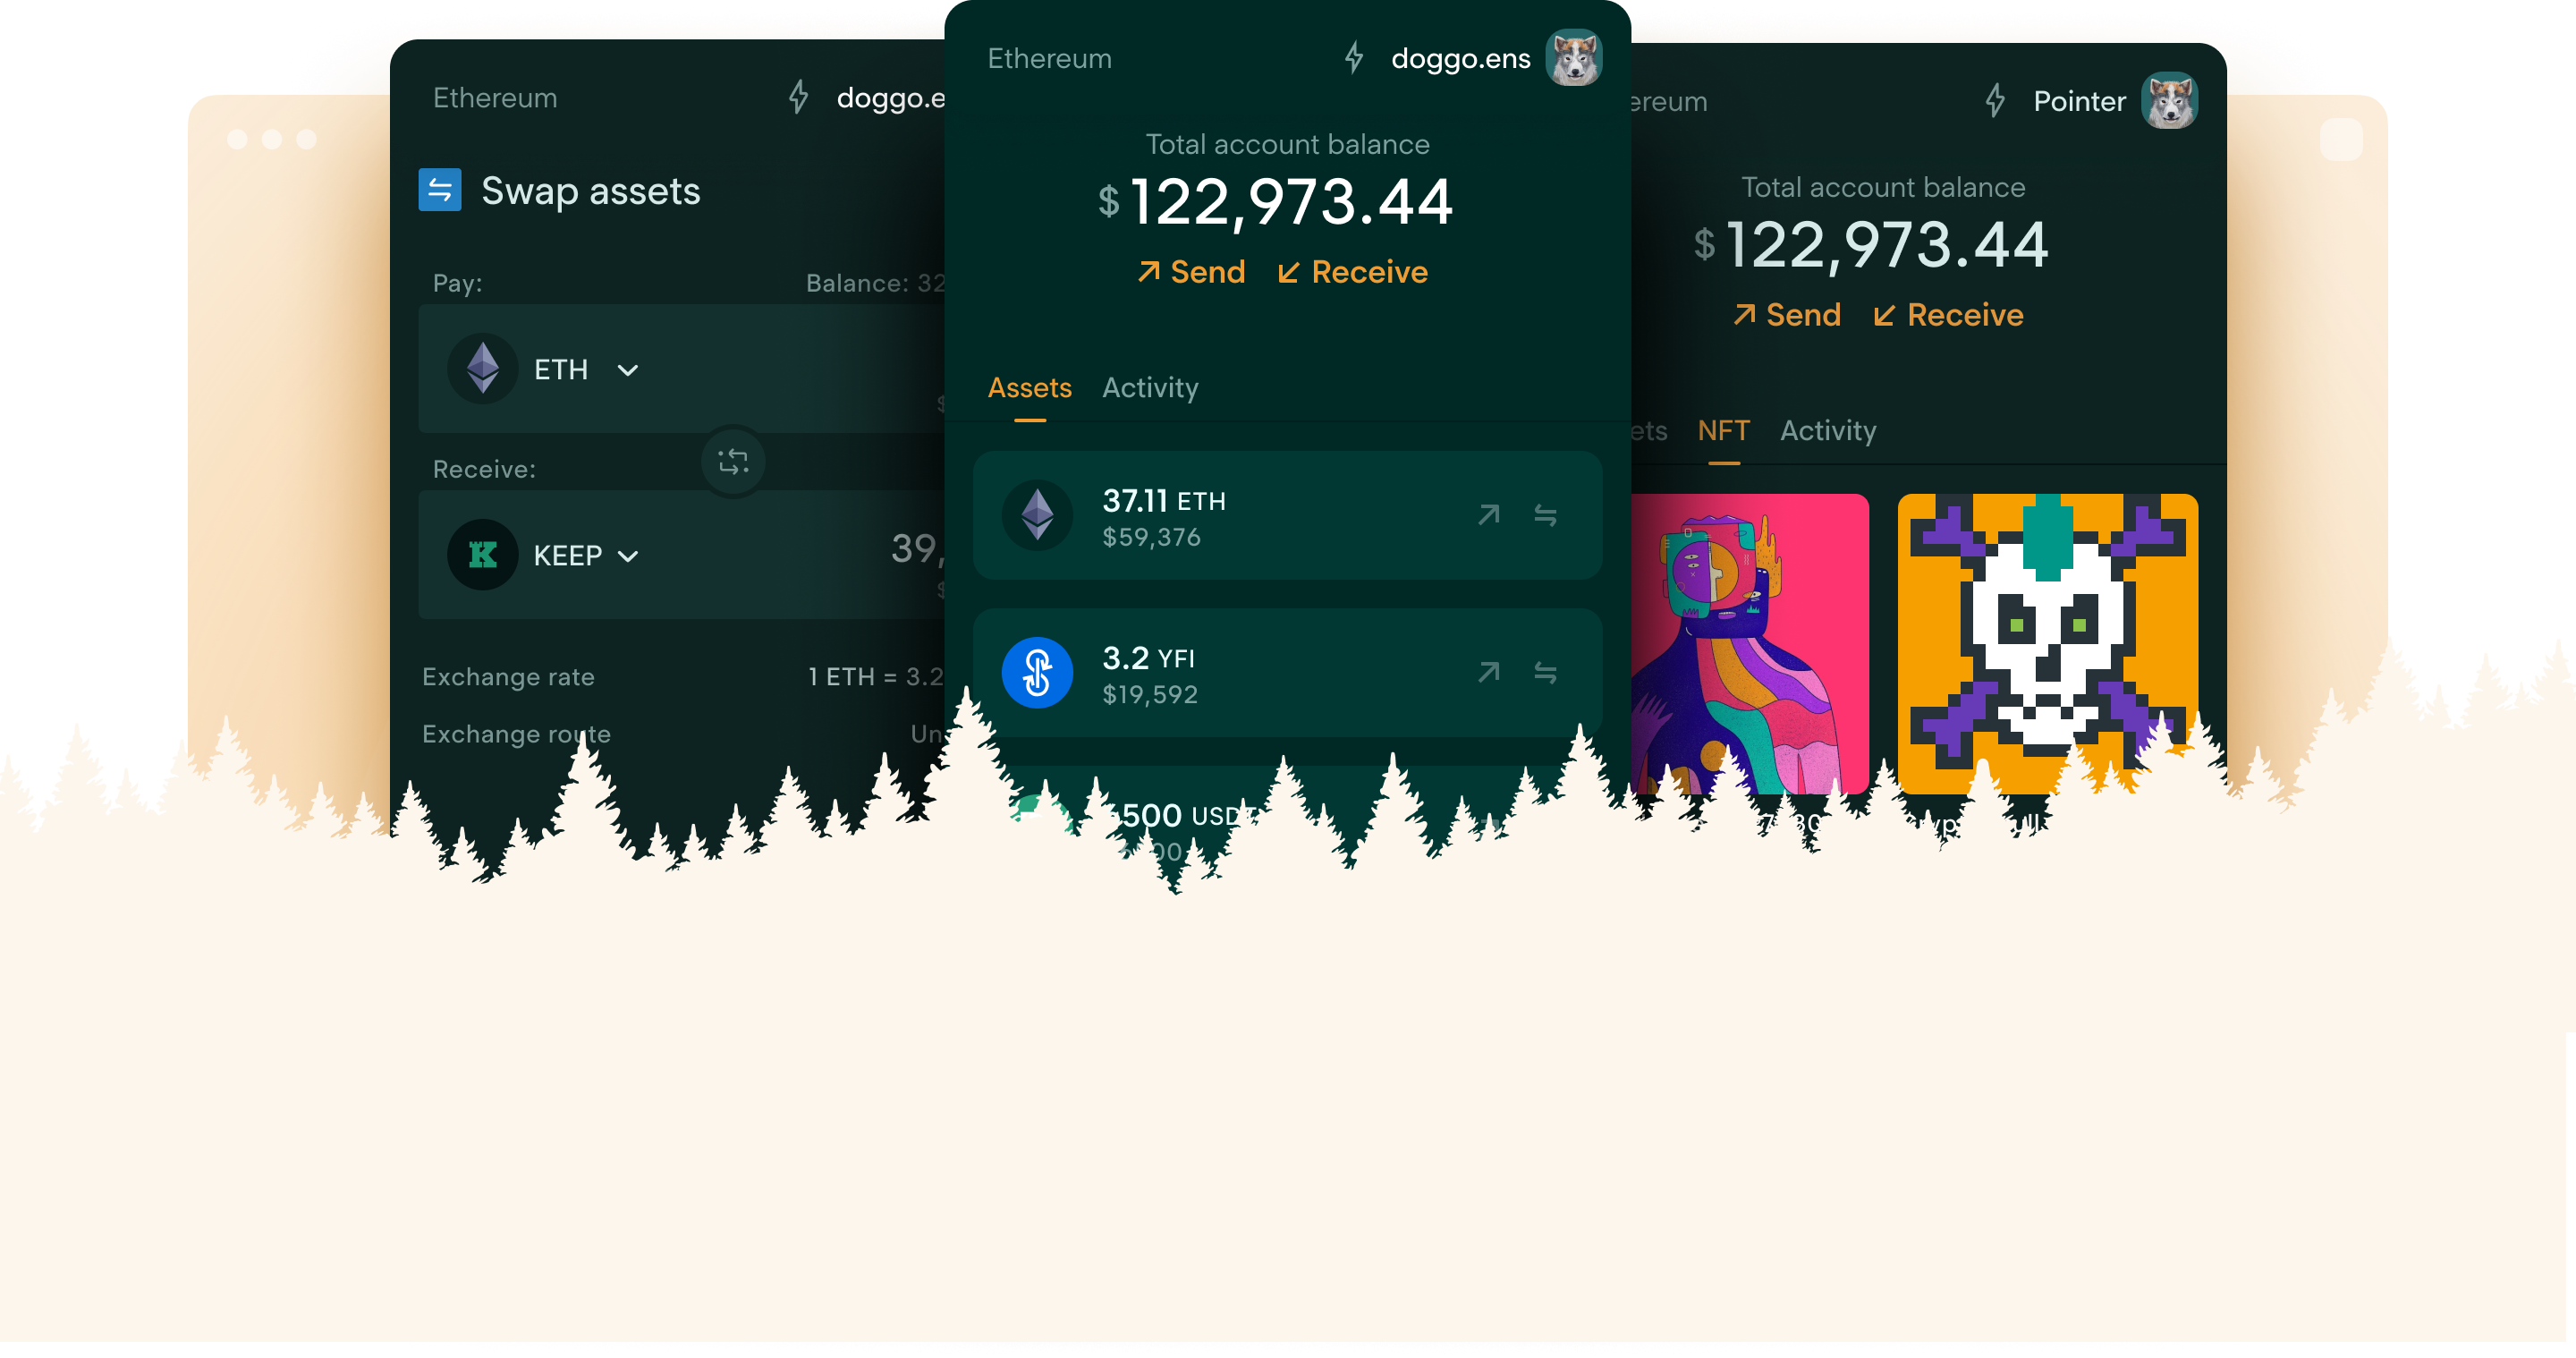 Ethereum
doggo.e
Swap assets
Pay:
Balance: 32
ETH
$
Receive:
KEEP
39,
$
Exchange rate
1 ETH = 3.2
Exchange route
Un
Ethereum
doggo.ens
Total account balance
$122,973.44
Send Receive
Assets Activity
37.11 ETH
$59,376
3.2 YFI
$19,592
500 USDT
ereum
Pointer
Total account balance
$122,973.44
Send Receive
ets NFT Activity